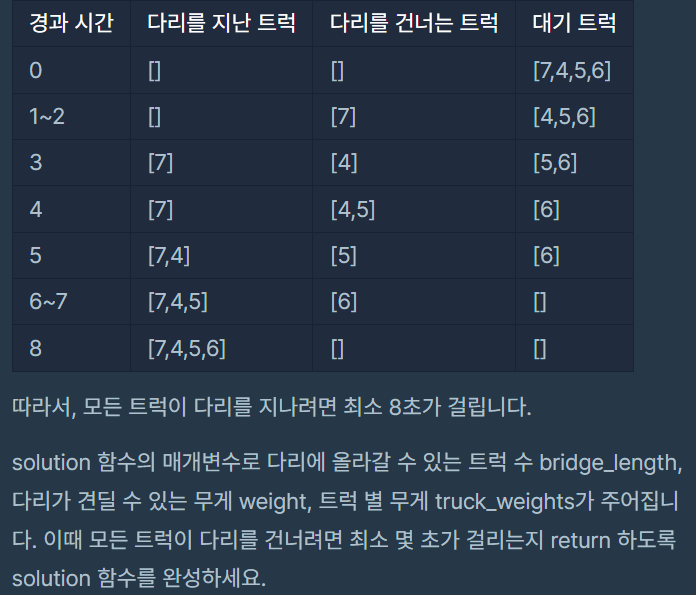 경과 시간 다리를 지난 트럭 다리를 건너는 트럭 대기 트럭
0 [] [] [7,4,5,6]
1~2 [] [7] [4,5,6]
3 [7] [4] [5,6]
4 [7] [4,5] [6]
5 [7,4] [5] [6]
6~7 [7,4,5] [6] []
8 [7,4,5,6] [] []
따라서, 모든 트럭이 다리를 지나려면 최소 8초가 걸립니다.
solution 함수의 매개변수로 다리에 올라갈 수 있는 트럭 수 bridge_length,
다리가 견딜 수 있는 무게 weight, 트럭 별 무게 truck_weights가 주어집니
다. 이때 모든 트럭이 다리를 건너려면 최소 몇 초가 걸리는지 return 하도록
solution 함수를 완성하세요.